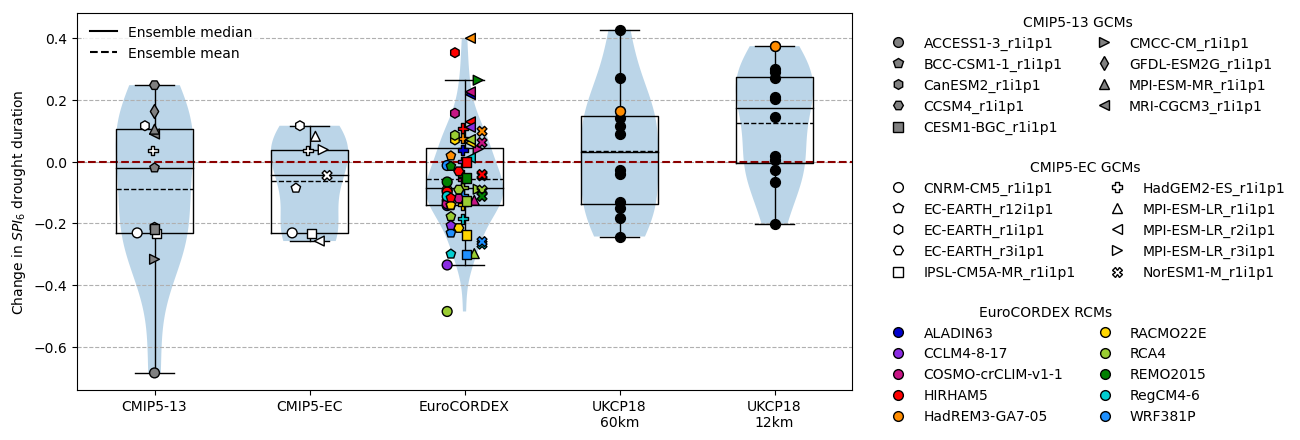 Change in SPI6 drought duration
0.4
0.2
0.0
−0.2
−0.4
−0.6
Ensemble median
Ensemble mean
CMIP5-13
CMIP5-EC
EuroCORDEX
UKCP18
60km
UKCP18
12km
CMIP5-13 GCMs
ACCESS1-3_r1i1p1
BCC-CSM1-1_r1i1p1
CanESM2_r1i1p1
CCSM4_r1i1p1
CESM1-BGC_r1i1p1
CMCC-CM_r1i1p1
GFDL-ESM2G_r1i1p1
MPI-ESM-MR_r1i1p1
MRI-CGCM3_r1i1p1
CMIP5-EC GCMs
CNRM-CM5_r1i1p1
EC-EARTH_r12i1p1
EC-EARTH_r1i1p1
EC-EARTH_r3i1p1
IPSL-CM5A-MR_r1i1p1
HadGEM2-ES_r1i1p1
MPI-ESM-LR_r1i1p1
MPI-ESM-LR_r2i1p1
MPI-ESM-LR_r3i1p1
NorESM1-M_r1i1p1
EuroCORDEX RCMs
ALADIN63
CCLM4-8-17
COSMO-crCLIM-v1-1
HIRHAM5
HadREM3-GA7-05
RACMO22E
RCA4
REMO2015
RegCM4-6
WRF381P